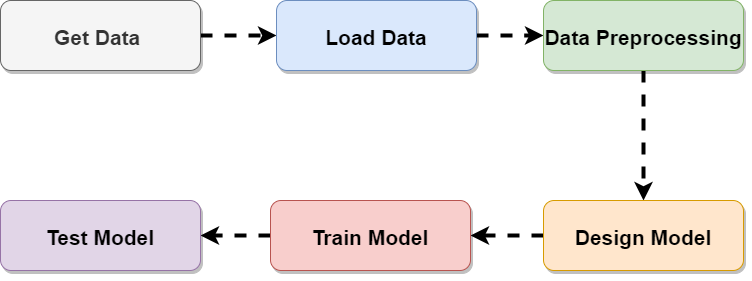 Get Data
Load Data
Data Preprocessing
Design Model
Train Model
Test Model